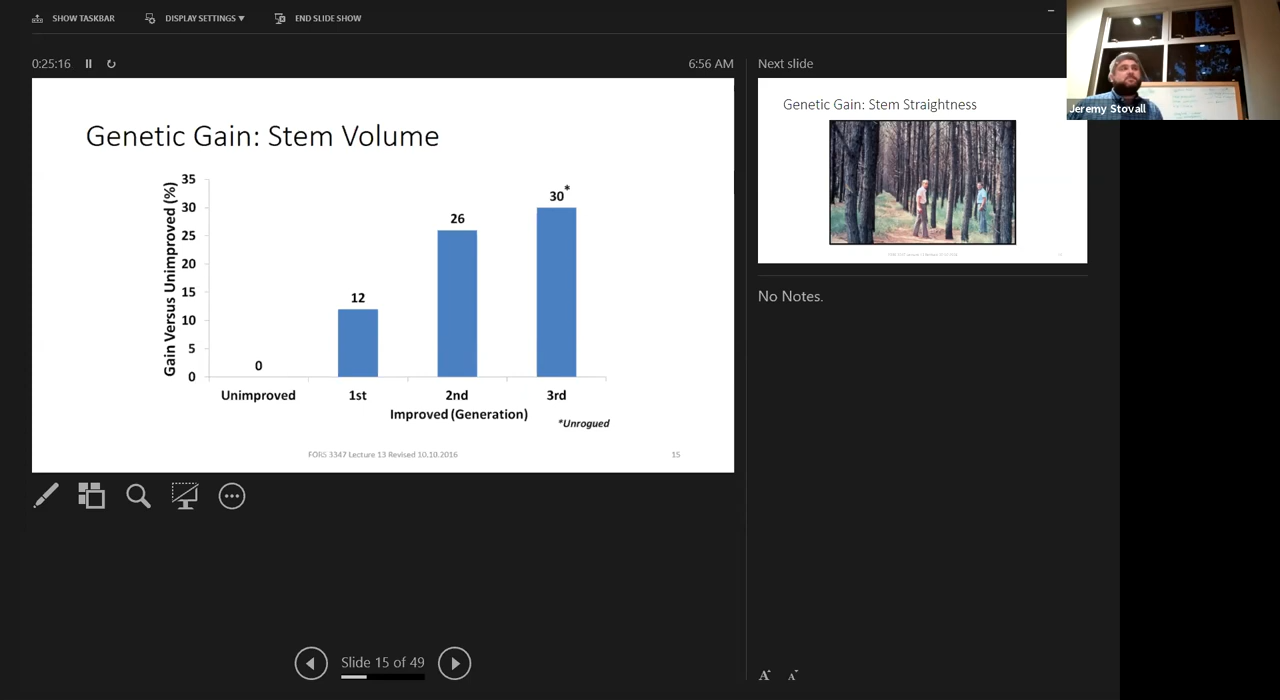 SHOW TASKBAR
DISPLAY SETTINGS ▼
END SLIDE SHOW
0:25:16
6:56 AM
Genetic Gain: Stem Volume
Gain Versus Unimproved (%)
35
30
25
20
15
10
5
0
0
12
26
30*
Unimproved
1st
2nd
3rd
Improved (Generation)
*Unrogued
FORS 3347 Lecture 13 Revised 10.10.2016
15
Slide 15 of 49
Next slide
Genetic Gain: Stem Straightness
No Notes.
A
A
Jeremy Stovall